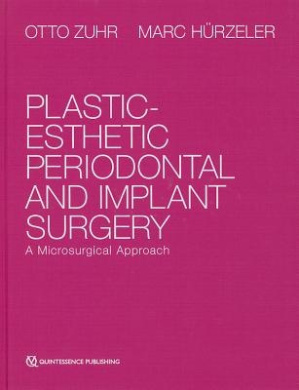 OTTO ZUHR MARC HÜRZELER
PLASTIC-
ESTHETIC
PERIODONTAL
AND IMPLANT
SURGERY
A Microsurgical Approach
QUINTESSENCE PUBLISHING